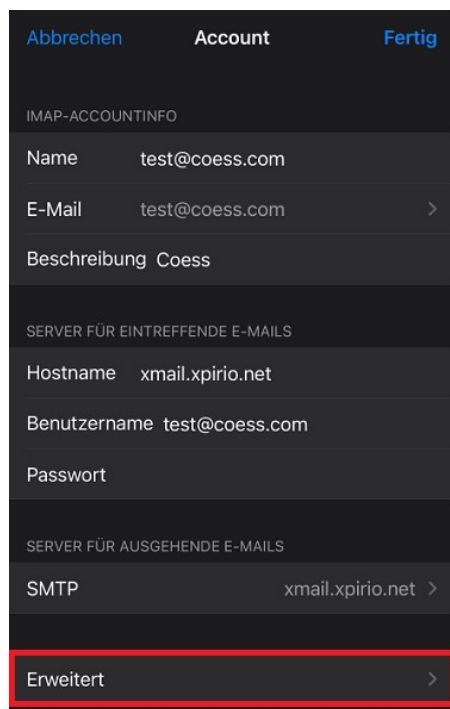 Abbrechen Account Fertig
IMAP-ACCOUNTINFO
Name test@coess.com
E-Mail test@coess.com
Beschreibung Coess
SERVER FÜR EINTREFFENDE E-MAILS
Hostname xmail.xpirio.net
Benutzername test@coess.com
Passwort
SERVER FÜR AUSGEHENDE E-MAILS
SMTP xmail.xpirio.net
Erweitert